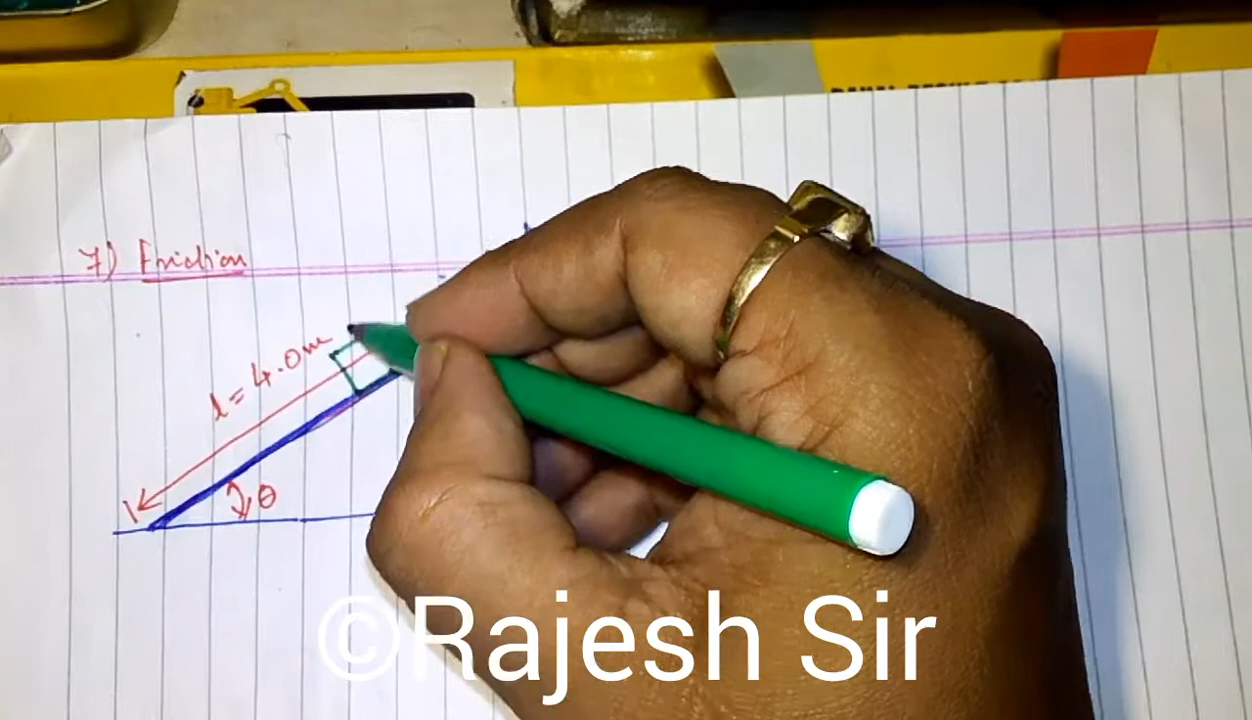 7) Friction
l = 4.0m
θ
©Rajesh Sir